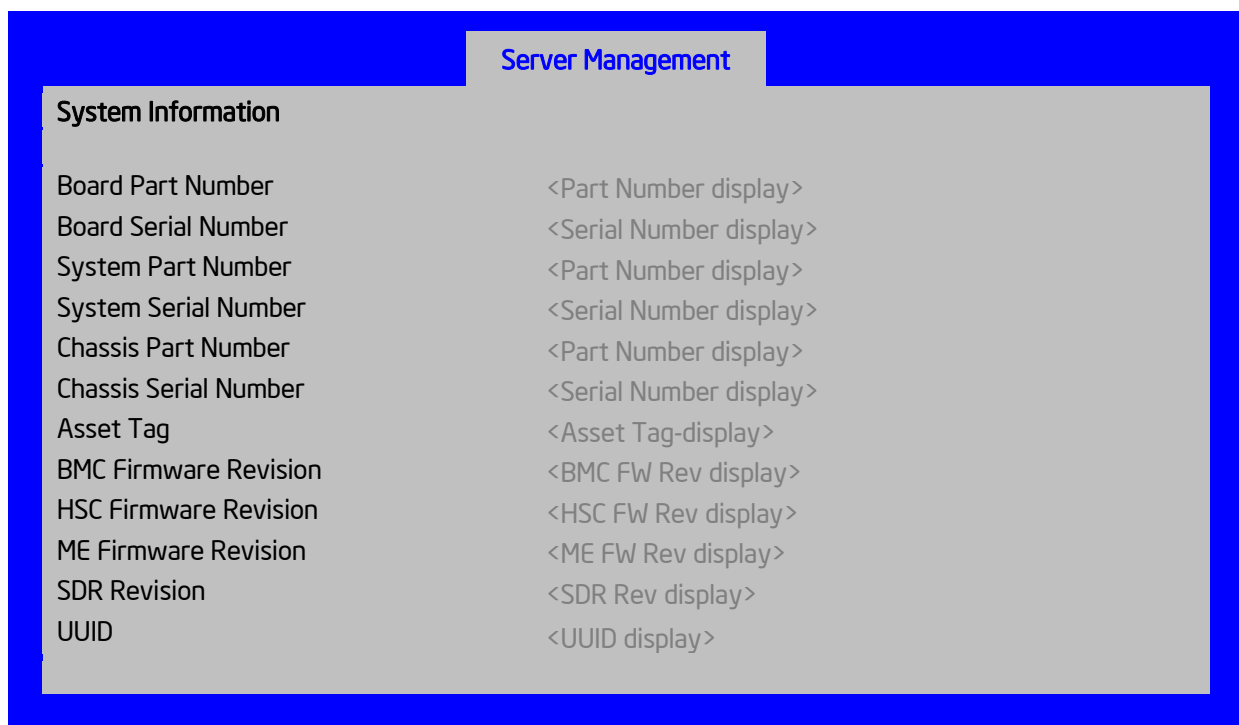 Server Management
System Information
Board Part Number <Part Number display>
Board Serial Number <Serial Number display>
System Part Number <Part Number display>
System Serial Number <Serial Number display>
Chassis Part Number <Part Number display>
Chassis Serial Number <Serial Number display>
Asset Tag <Asset Tag-display>
BMC Firmware Revision <BMC FW Rev display>
HSC Firmware Revision <HSC FW Rev display>
ME Firmware Revision <ME FW Rev display>
SDR Revision <SDR Rev display>
UUID <UUID display>